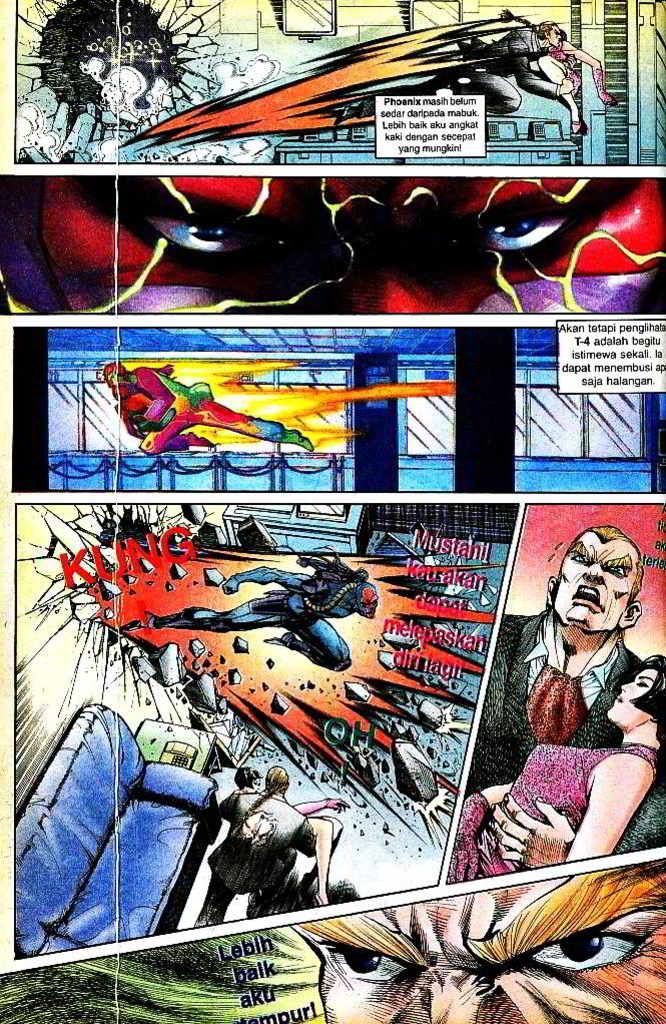 Phoenix masih belum
sedar daripada mabuk.
Lebih baik aku angkat
kaki dengan secepat
yang mungkin!
Akan tetapi penglihata
T-4 adalah begitu
istimewa sekali. Ia
dapat menembusi apa
saja halangan.
KUNG
Mustahil
kau akan
dapat
melepaskan
diri lagi!
OH
!
Lebih
baik
aku